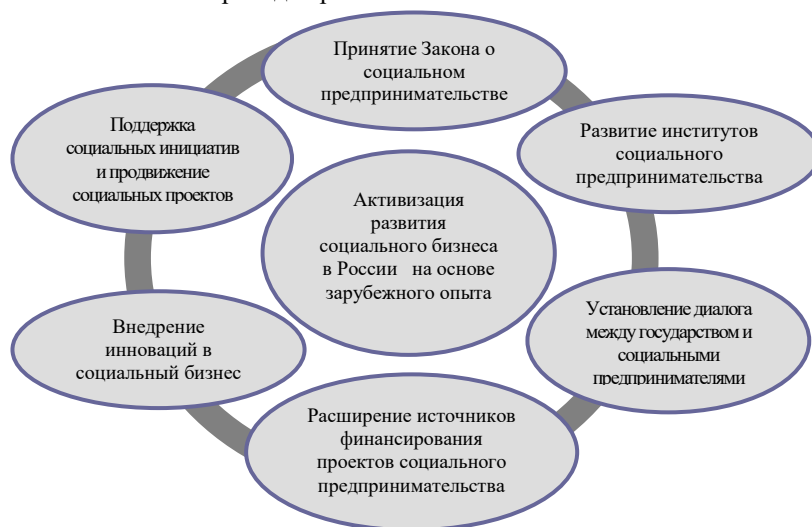 Принятие Закона о
социальном
предпринимательстве
Развитие институтов
социального
предпринимательства
Установление диалога
между государством и
социальными
предпринимателями
Расширение источников
финансирования
проектов социального
предпринимательства
Внедрение
инноваций в
социальный бизнес
Поддержка
социальных инициатив
и продвижение
социальных проектов
Активизация
развития
социального бизнеса
в России на основе
зарубежного опыта